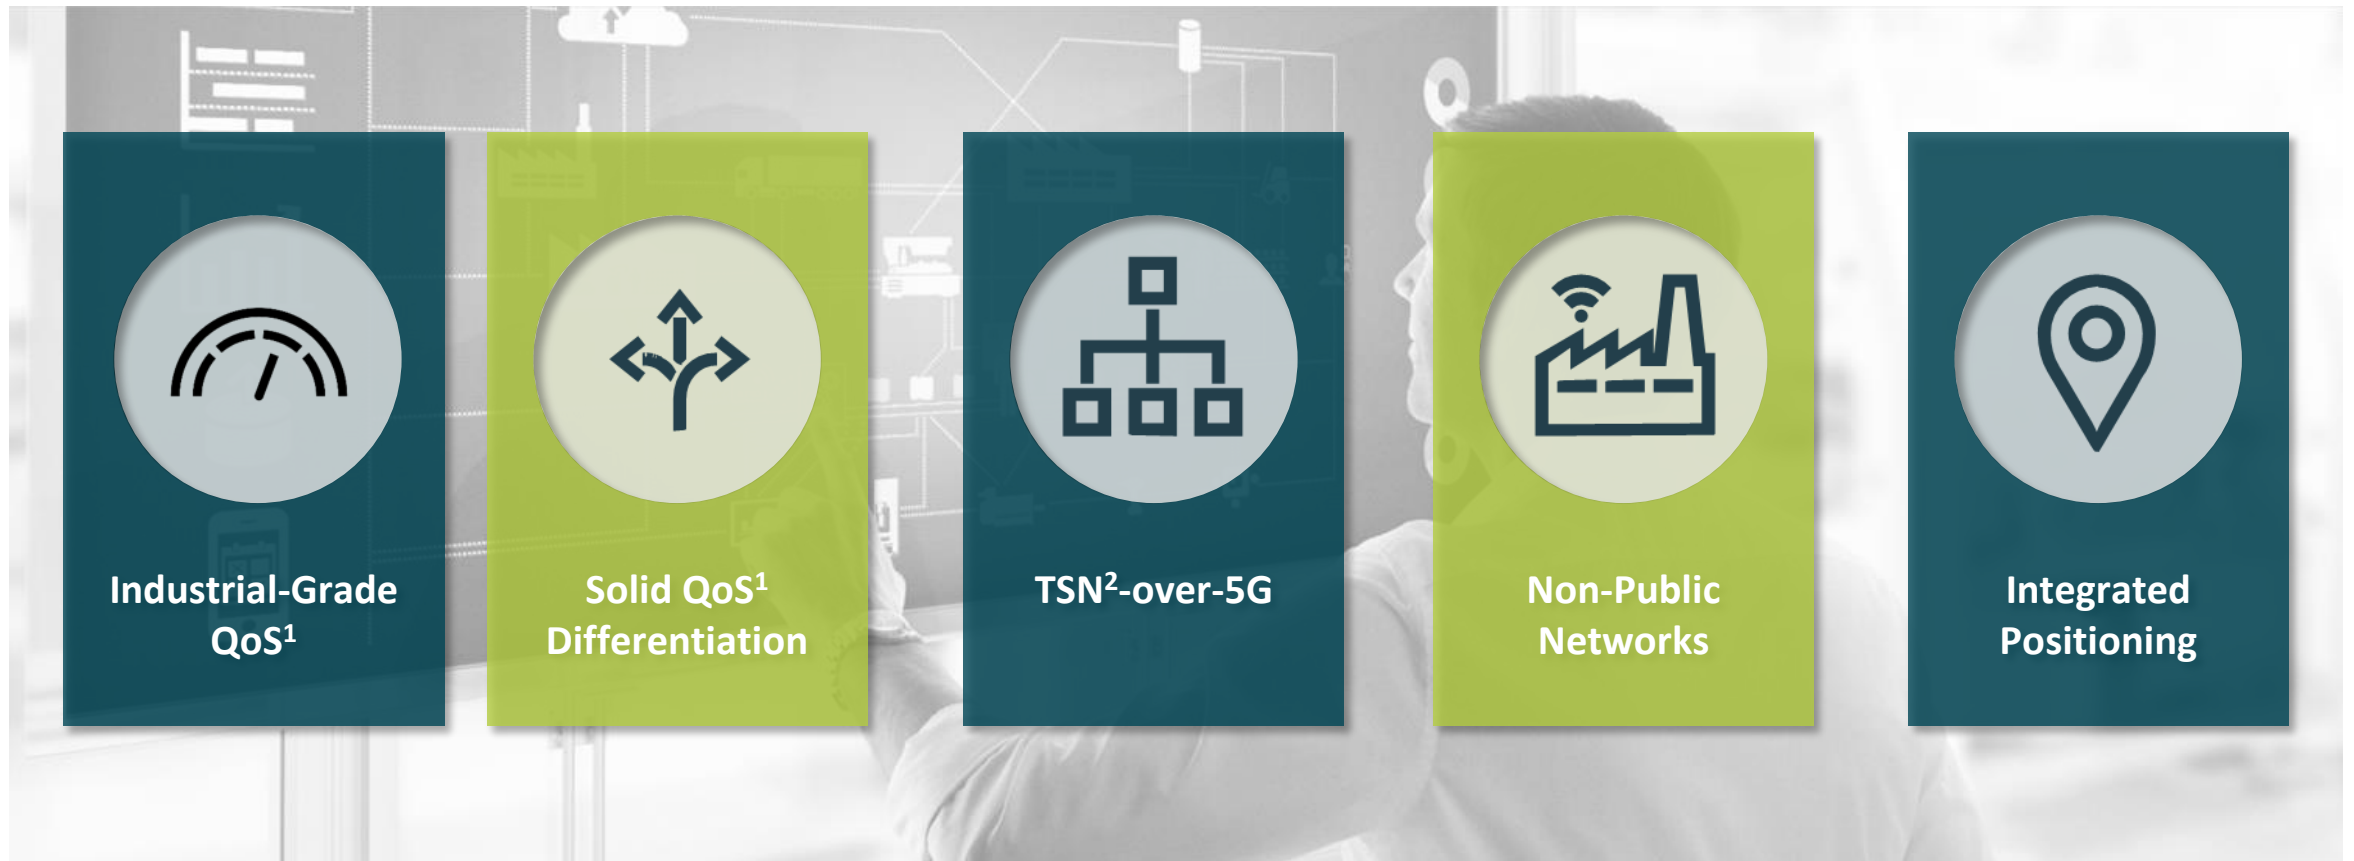 Industrial-Grade
QoS¹
Solid QoS¹
Differentiation
TSN²-over-5G
Non-Public
Networks
Integrated
Positioning